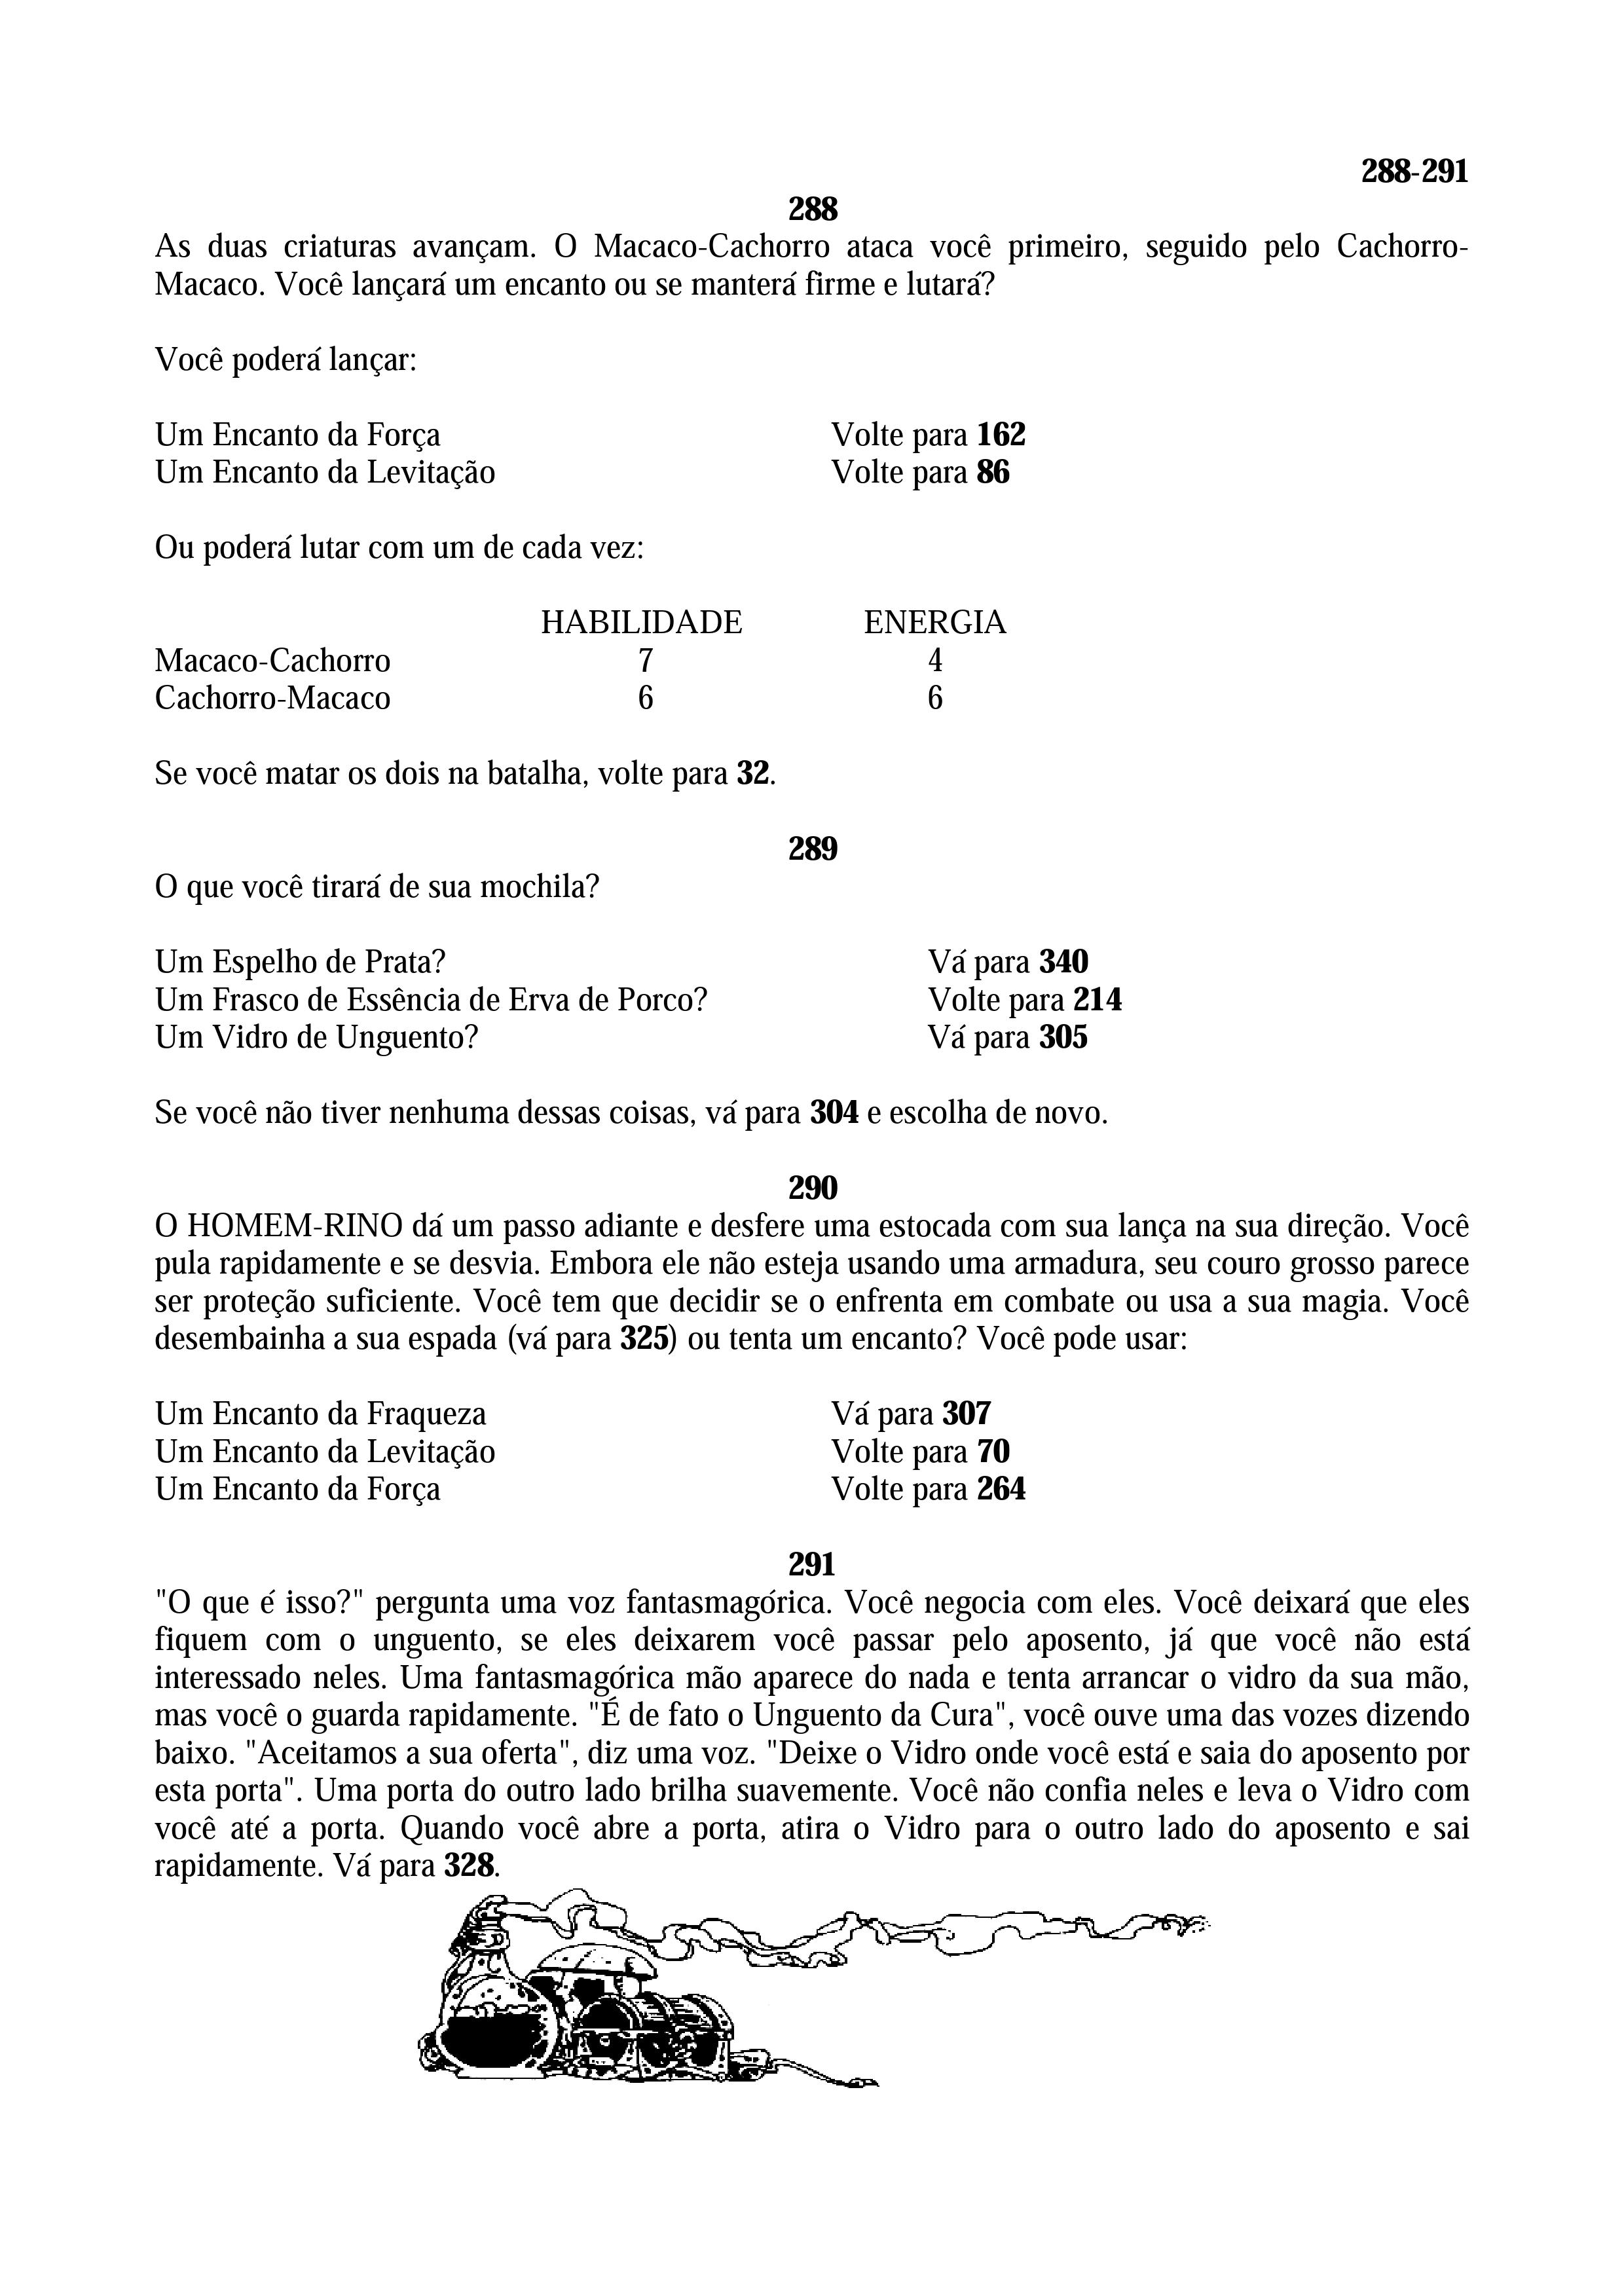 288-291
288
As duas criaturas avançam. O Macaco-Cachorro ataca você primeiro, seguido pelo Cachorro-
Macaco. Você lançará um encanto ou se manterá firme e lutará?
Você poderá lançar:
Um Encanto da Força Volte para 162
Um Encanto da Levitação Volte para 86
Ou poderá lutar com um de cada vez:
HABILIDADE ENERGIA
Macaco-Cachorro 7 4
Cachorro-Macaco 6 6
Se você matar os dois na batalha, volte para 32.
289
O que você tirará de sua mochila?
Um Espelho de Prata? Vá para 340
Um Frasco de Essência de Erva de Porco? Volte para 214
Um Vidro de Unguento? Vá para 305
Se você não tiver nenhuma dessas coisas, vá para 304 e escolha de novo.
290
O HOMEM-RINO dá um passo adiante e desfere uma estocada com sua lança na sua direção. Você
pula rapidamente e se desvia. Embora ele não esteja usando uma armadura, seu couro grosso parece
ser proteção suficiente. Você tem que decidir se o enfrenta em combate ou usa a sua magia. Você
desembainha a sua espada (vá para 325) ou tenta um encanto? Você pode usar:
Um Encanto da Fraqueza Vá para 307
Um Encanto da Levitação Volte para 70
Um Encanto da Força Volte para 264
291
"O que é isso?" pergunta uma voz fantasmagórica. Você negocia com eles. Você deixará que eles
fiquem com o unguento, se eles deixarem você passar pelo aposento, já que você não está
interessado neles. Uma fantasmagórica mão aparece do nada e tenta arrancar o vidro da sua mão,
mas você o guarda rapidamente. "É de fato o Unguento da Cura", você ouve uma das vozes dizendo
baixo. "Aceitamos a sua oferta", diz uma voz. "Deixe o Vidro onde você está e saia do aposento por
esta porta". Uma porta do outro lado brilha suavemente. Você não confia neles e leva o Vidro com
você até a porta. Quando você abre a porta, atira o Vidro para o outro lado do aposento e sai
rapidamente. Vá para 328.